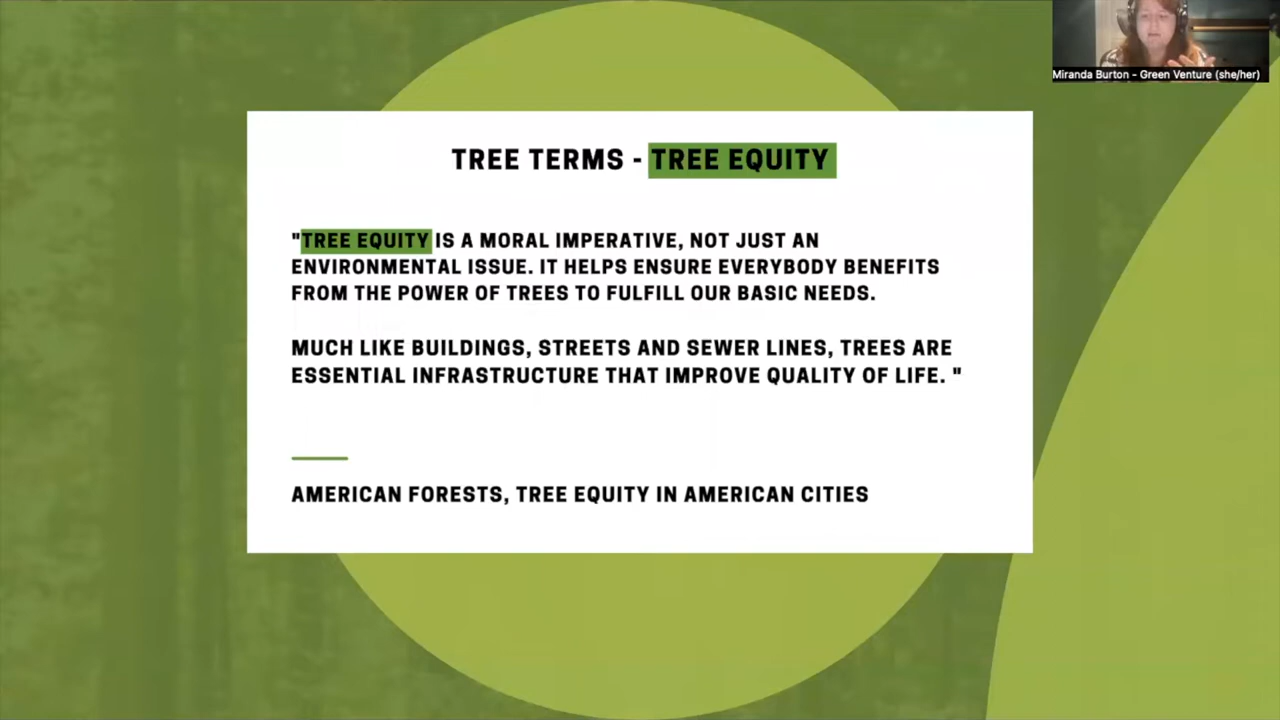 Miranda Burton - Green Venture (she/her)
TREE TERMS - TREE EQUITY
"TREE EQUITY IS A MORAL IMPERATIVE, NOT JUST AN
ENVIRONMENTAL ISSUE. IT HELPS ENSURE EVERYBODY BENEFITS
FROM THE POWER OF TREES TO FULFILL OUR BASIC NEEDS.
MUCH LIKE BUILDINGS, STREETS AND SEWER LINES, TREES ARE
ESSENTIAL INFRASTRUCTURE THAT IMPROVE QUALITY OF LIFE. "
AMERICAN FORESTS, TREE EQUITY IN AMERICAN CITIES